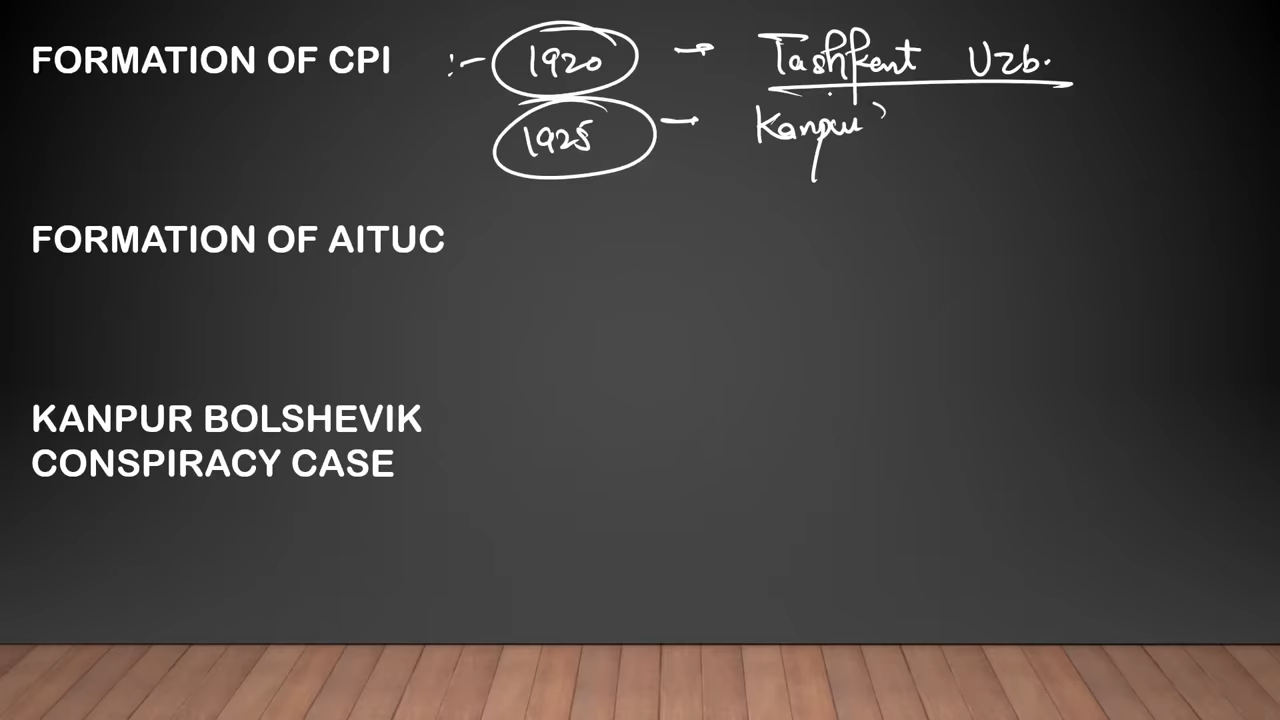 FORMATION OF CPI :- 1920 → Tashkent Uzb.
1925 → Kanpur
FORMATION OF AITUC
KANPUR BOLSHEVIK
CONSPIRACY CASE